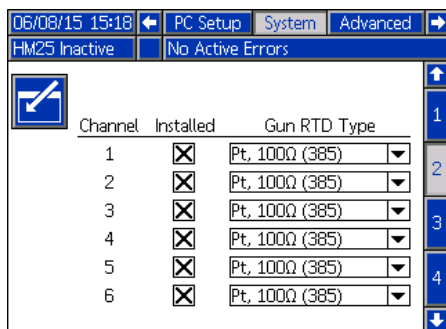 06/08/15 15:18 PC Setup System Advanced
HM25 Inactive No Active Errors
Channel Installed Gun RTD Type
1 Pt, 100Ω (385)
2 Pt, 100Ω (385)
3 Pt, 100Ω (385)
4 Pt, 100Ω (385)
5 Pt, 100Ω (385)
6 Pt, 100Ω (385)
1
2
3
4